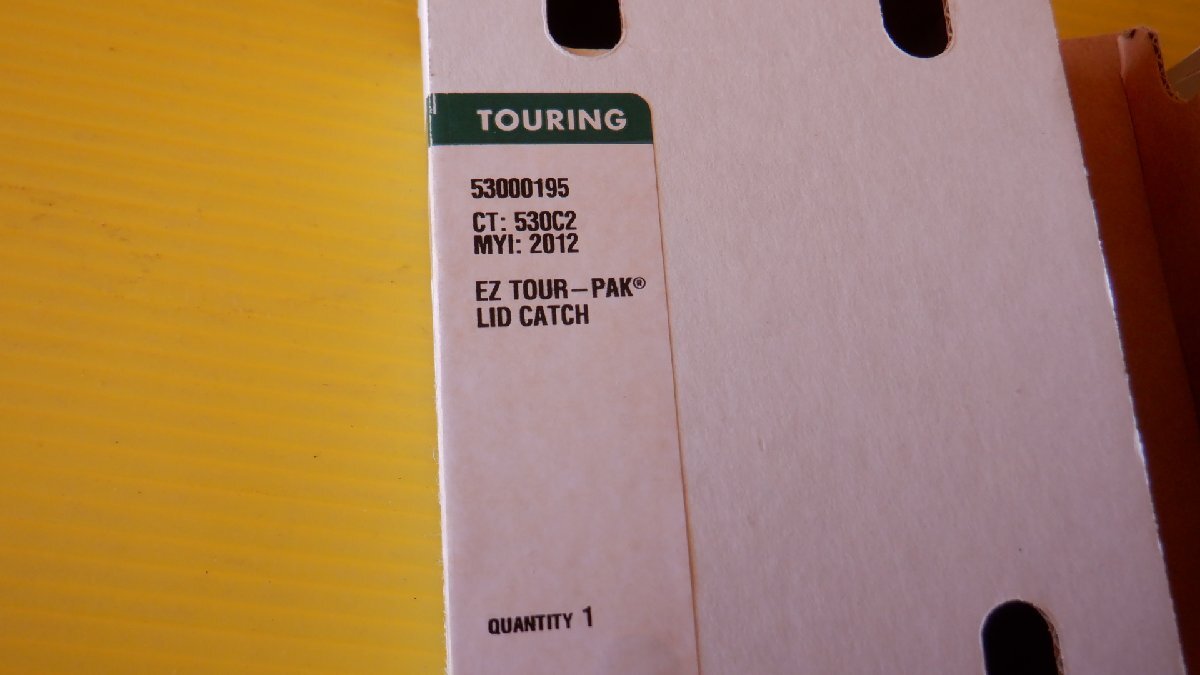 TOURING
53000195
CT: 530C2
MYI: 2012
EZ TOUR-PAK®
LID CATCH
QUANTITY 1